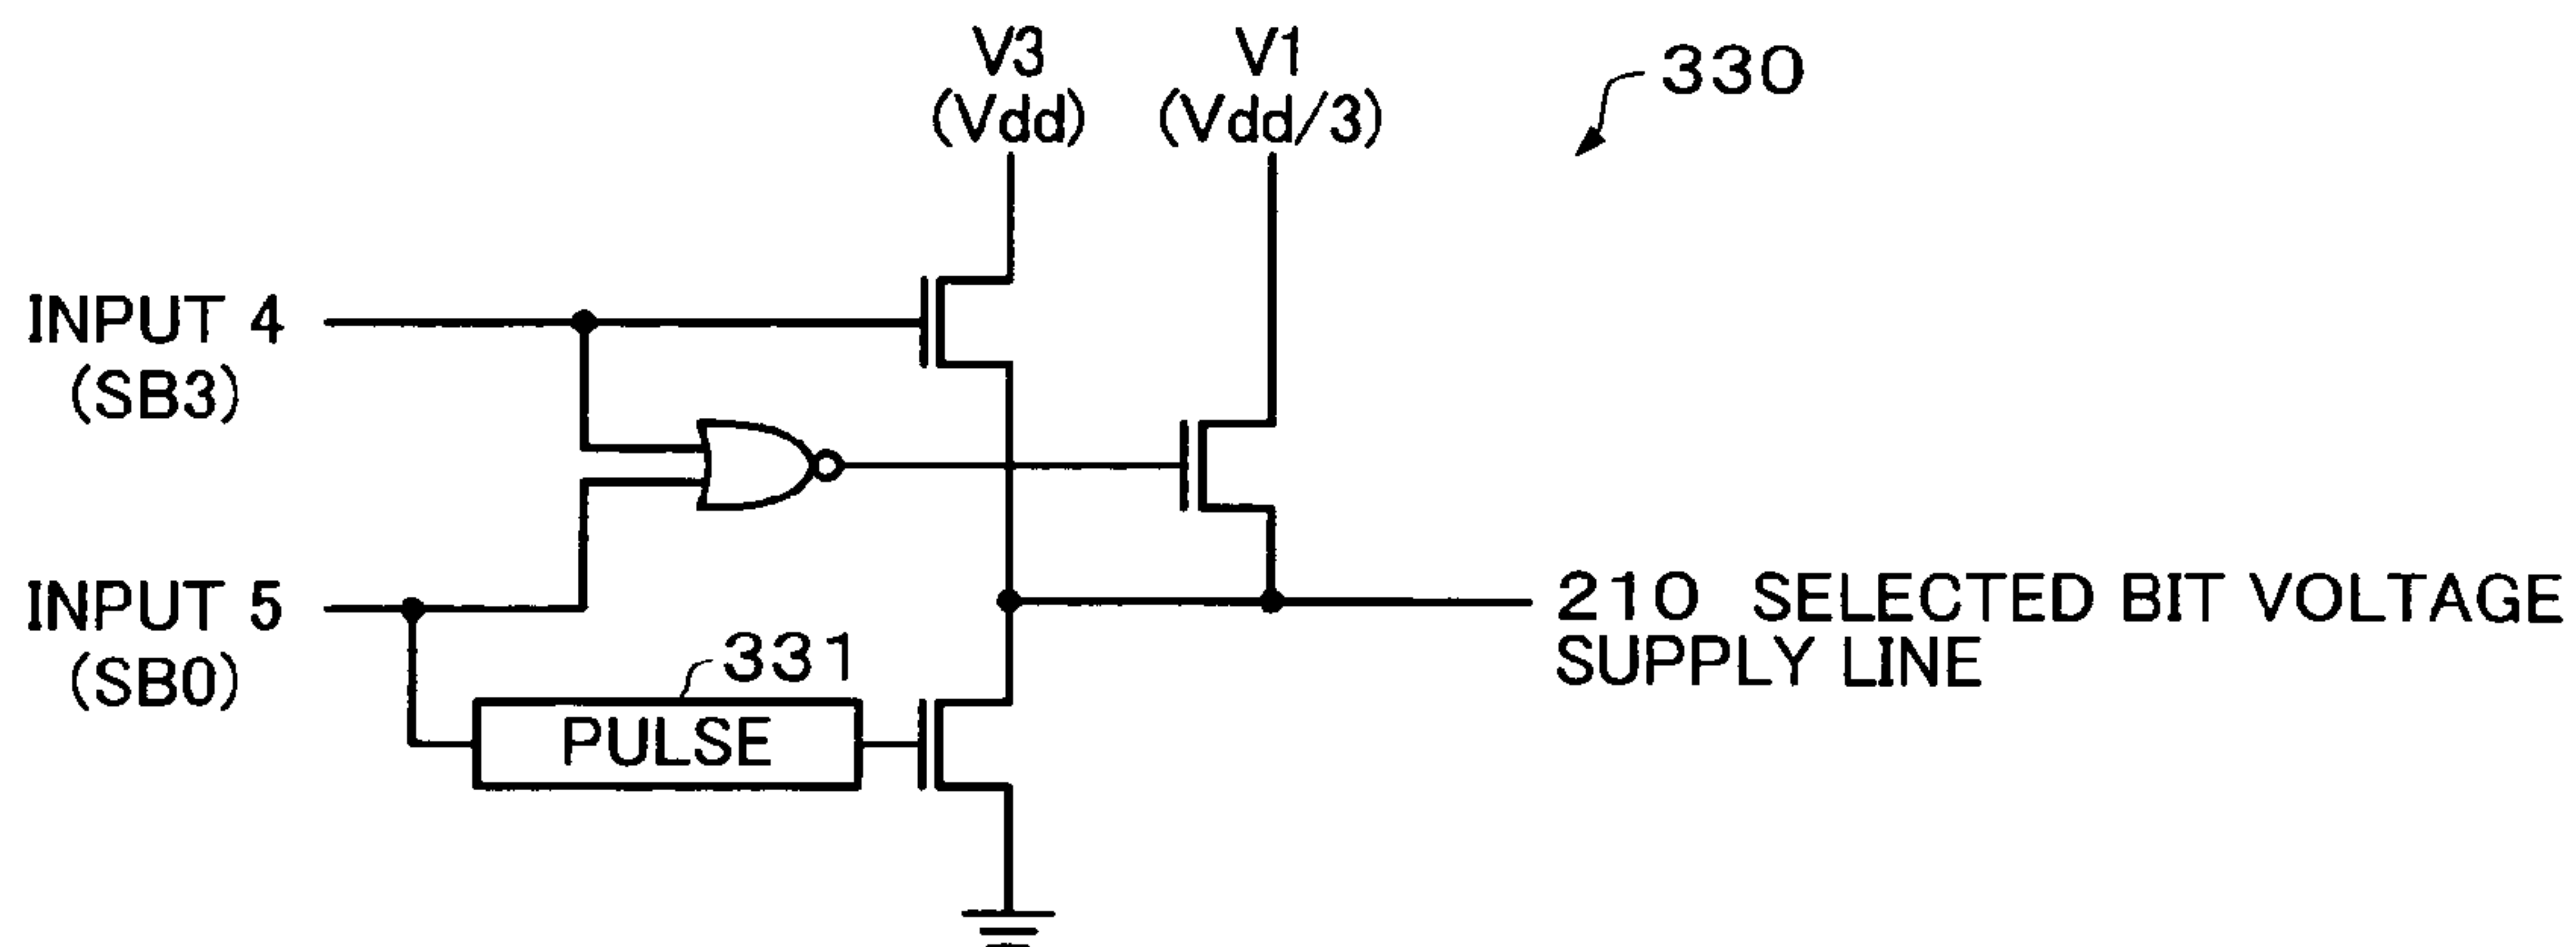 V3
(Vdd)
V1
(Vdd/3)
330
INPUT 4
(SB3)
INPUT 5
(SB0)
331
PULSE
210 SELECTED BIT VOLTAGE
SUPPLY LINE